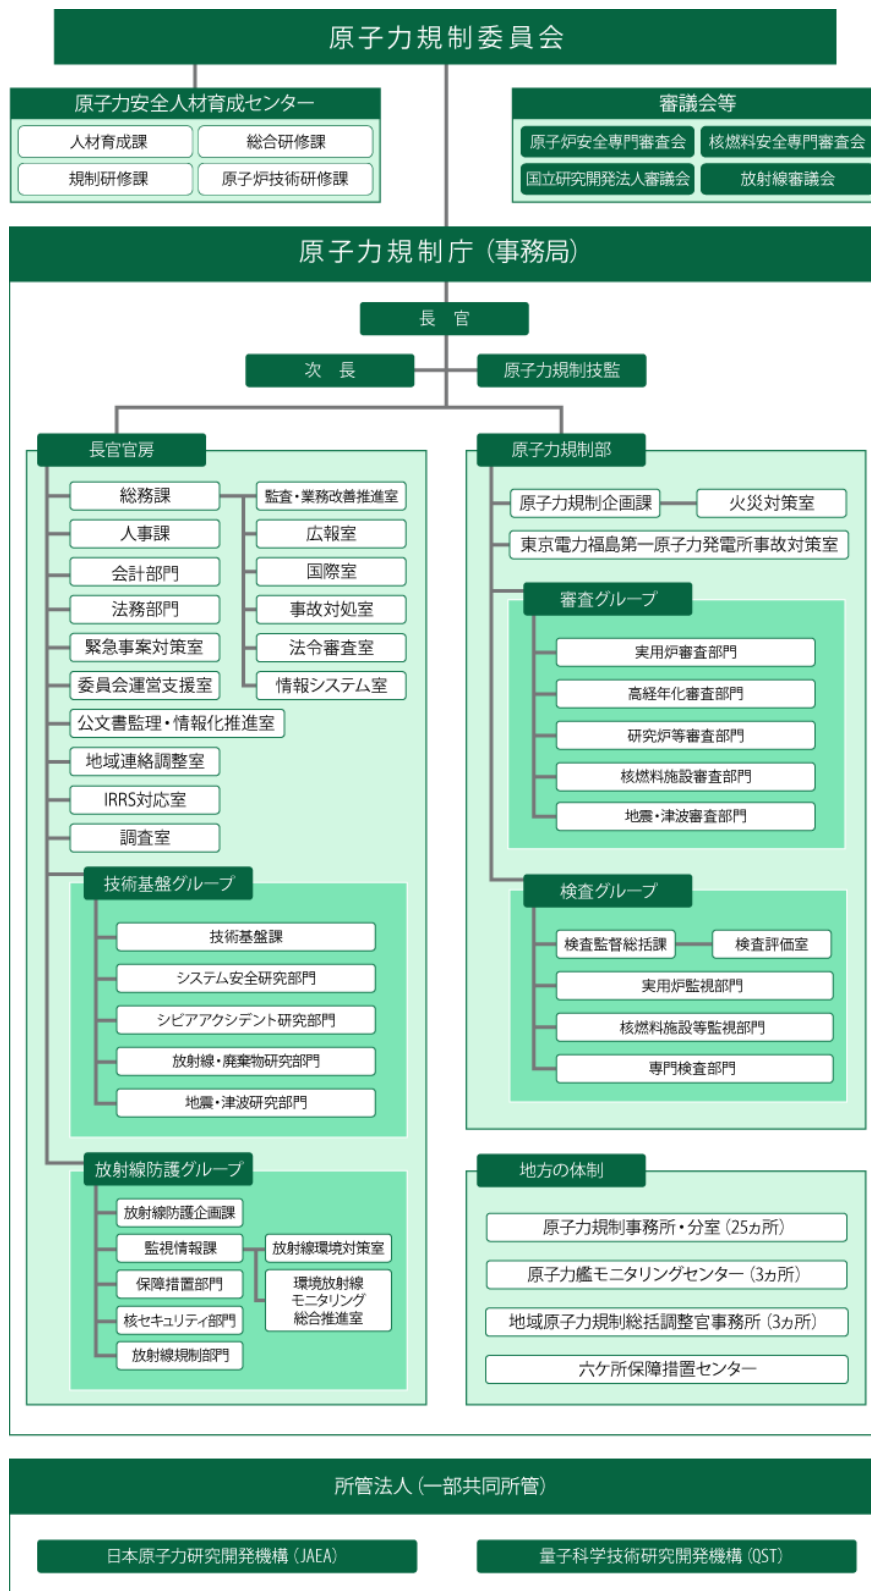 原子力規制委員会
原子力安全人材育成センター
人材育成課
総合研修課
規制研修課
原子炉技術研修課
審議会等
原子炉安全専門審査会
核燃料安全専門審査会
国立研究開発法人審議会
放射線審議会
原子力規制庁（事務局）
長 官
次 長
原子力規制技監
長官官房
総務課
監査・業務改善推進室
人事課
広報室
会計部門
国際室
法務部門
事故対処室
緊急事案対策室
法令審査室
委員会運営支援室
情報システム室
公文書監理・情報化推進室
地域連絡調整室
IRRS対応室
調査室
技術基盤グループ
技術基盤課
システム安全研究部門
シビアアクシデント研究部門
放射線・廃棄物研究部門
地震・津波研究部門
放射線防護グループ
放射線防護企画課
監視情報課
放射線環境対策室
保障措置部門
環境放射線
モニタリング
総合推進室
核セキュリティ部門
放射線規制部門
原子力規制部
原子力規制企画課
火災対策室
東京電力福島第一原子力発電所事故対策室
審査グループ
実用炉審査部門
高経年化審査部門
研究炉等審査部門
核燃料施設審査部門
地震・津波審査部門
検査グループ
検査監督総括課
検査評価室
実用炉監視部門
核燃料施設等監視部門
専門検査部門
地方の体制
原子力規制事務所・分室（25ヵ所）
原子力艦モニタリングセンター（3ヵ所）
地域原子力規制総括調整官事務所（3ヵ所）
六ケ所保障措置センター
所管法人（一部共同所管）
日本原子力研究開発機構（JAEA）
量子科学技術研究開発機構（QST）